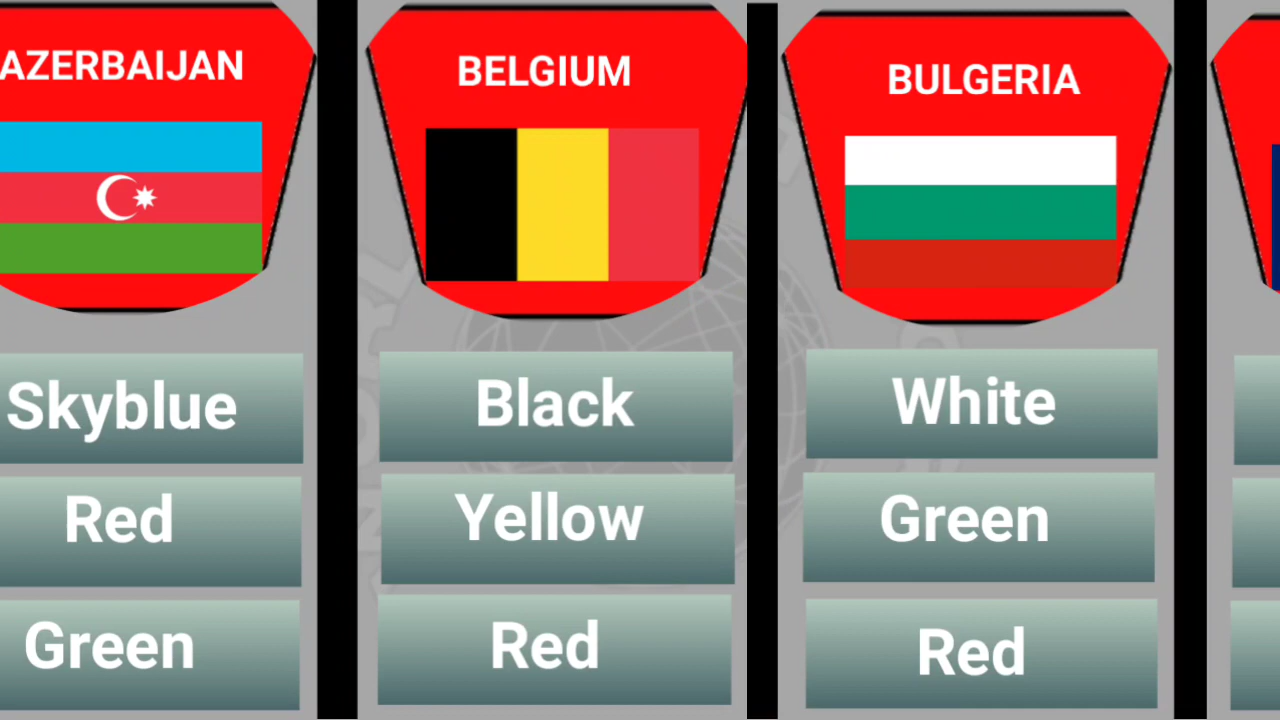 AZERBAIJAN
Skyblue
Red
Green
BELGIUM
Black
Yellow
Red
BULGERIA
White
Green
Red